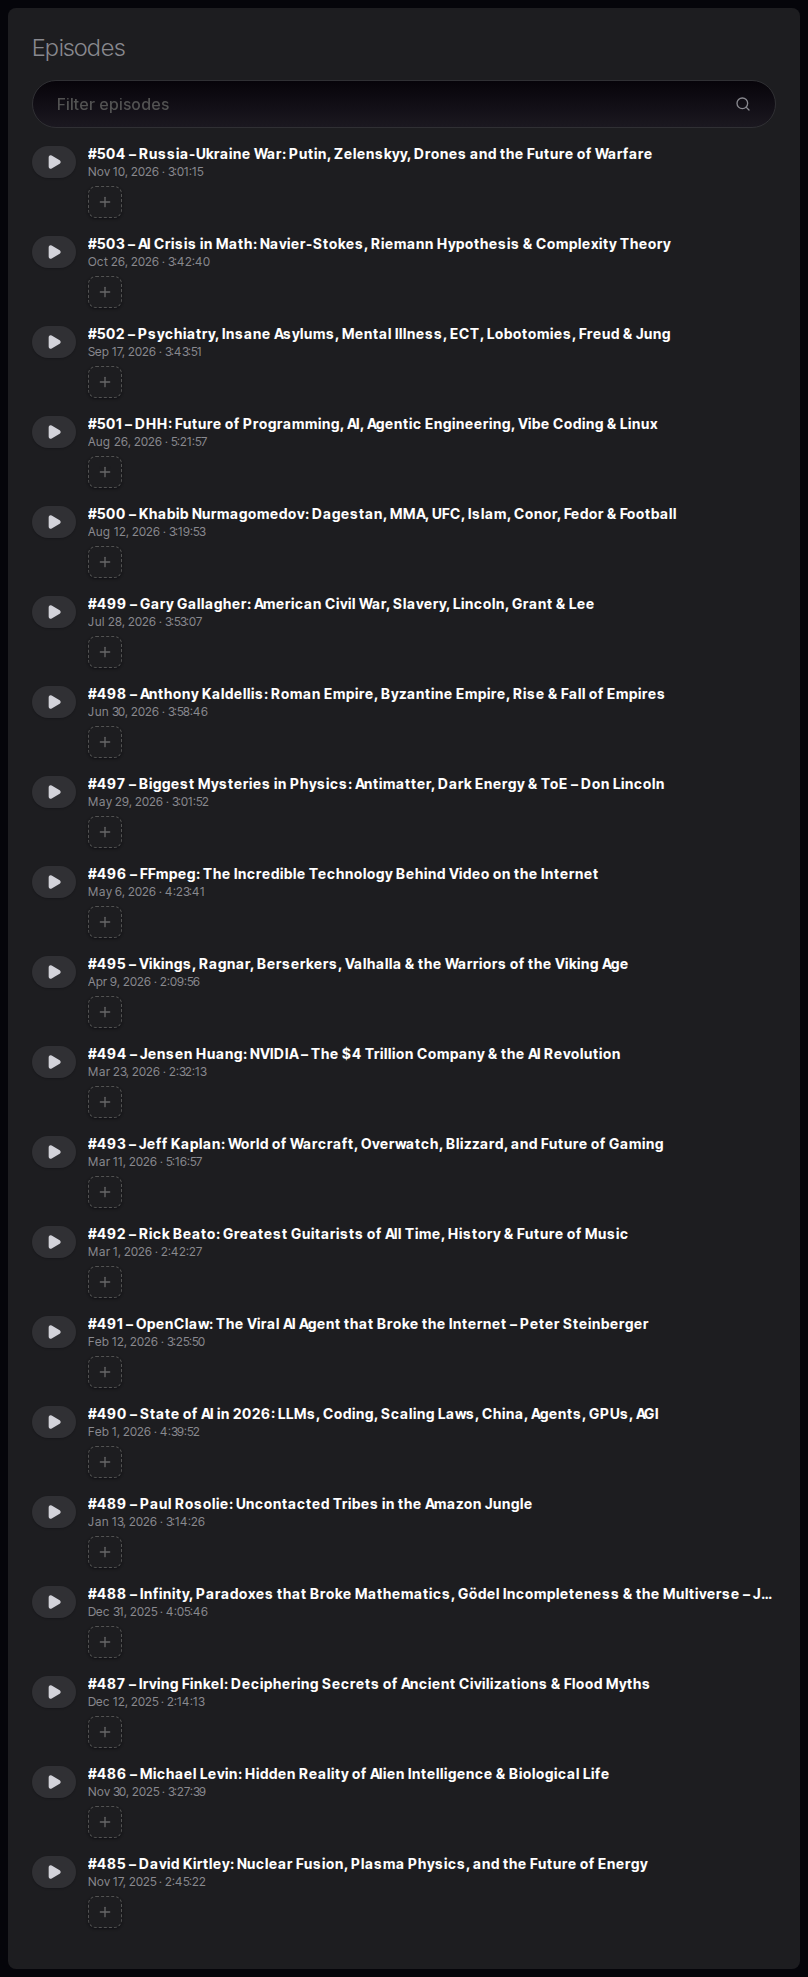 Episodes
Filter episodes
#504 – Russia-Ukraine War: Putin, Zelenskyy, Drones and the Future of Warfare
Nov 10, 2026 · 3:01:15
#503 – AI Crisis in Math: Navier-Stokes, Riemann Hypothesis & Complexity Theory
Oct 26, 2026 · 3:42:40
#502 – Psychiatry, Insane Asylums, Mental Illness, ECT, Lobotomies, Freud & Jung
Sep 17, 2026 · 3:43:51
#501 – DHH: Future of Programming, AI, Agentic Engineering, Vibe Coding & Linux
Aug 26, 2026 · 5:21:57
#500 – Khabib Nurmagomedov: Dagestan, MMA, UFC, Islam, Conor, Fedor & Football
Aug 12, 2026 · 3:19:53
#499 – Gary Gallagher: American Civil War, Slavery, Lincoln, Grant & Lee
Jul 28, 2026 · 3:53:07
#498 – Anthony Kaldellis: Roman Empire, Byzantine Empire, Rise & Fall of Empires
Jun 30, 2026 · 3:58:46
#497 – Biggest Mysteries in Physics: Antimatter, Dark Energy & ToE – Don Lincoln
May 29, 2026 · 3:01:52
#496 – FFmpeg: The Incredible Technology Behind Video on the Internet
May 6, 2026 · 4:23:41
#495 – Vikings, Ragnar, Berserkers, Valhalla & the Warriors of the Viking Age
Apr 9, 2026 · 2:09:56
#494 – Jensen Huang: NVIDIA – The $4 Trillion Company & the AI Revolution
Mar 23, 2026 · 2:32:13
#493 – Jeff Kaplan: World of Warcraft, Overwatch, Blizzard, and Future of Gaming
Mar 11, 2026 · 5:16:57
#492 – Rick Beato: Greatest Guitarists of All Time, History & Future of Music
Mar 1, 2026 · 2:42:27
#491 – OpenClaw: The Viral AI Agent that Broke the Internet – Peter Steinberger
Feb 12, 2026 · 3:25:50
#490 – State of AI in 2026: LLMs, Coding, Scaling Laws, China, Agents, GPUs, AGI
Feb 1, 2026 · 4:39:52
#489 – Paul Rosolie: Uncontacted Tribes in the Amazon Jungle
Jan 13, 2026 · 3:14:26
#488 – Infinity, Paradoxes that Broke Mathematics, Gödel Incompleteness & the Multiverse – J...
Dec 31, 2025 · 4:05:46
#487 – Irving Finkel: Deciphering Secrets of Ancient Civilizations & Flood Myths
Dec 12, 2025 · 2:14:13
#486 – Michael Levin: Hidden Reality of Alien Intelligence & Biological Life
Nov 30, 2025 · 3:27:39
#485 – David Kirtley: Nuclear Fusion, Plasma Physics, and the Future of Energy
Nov 17, 2025 · 2:45:22